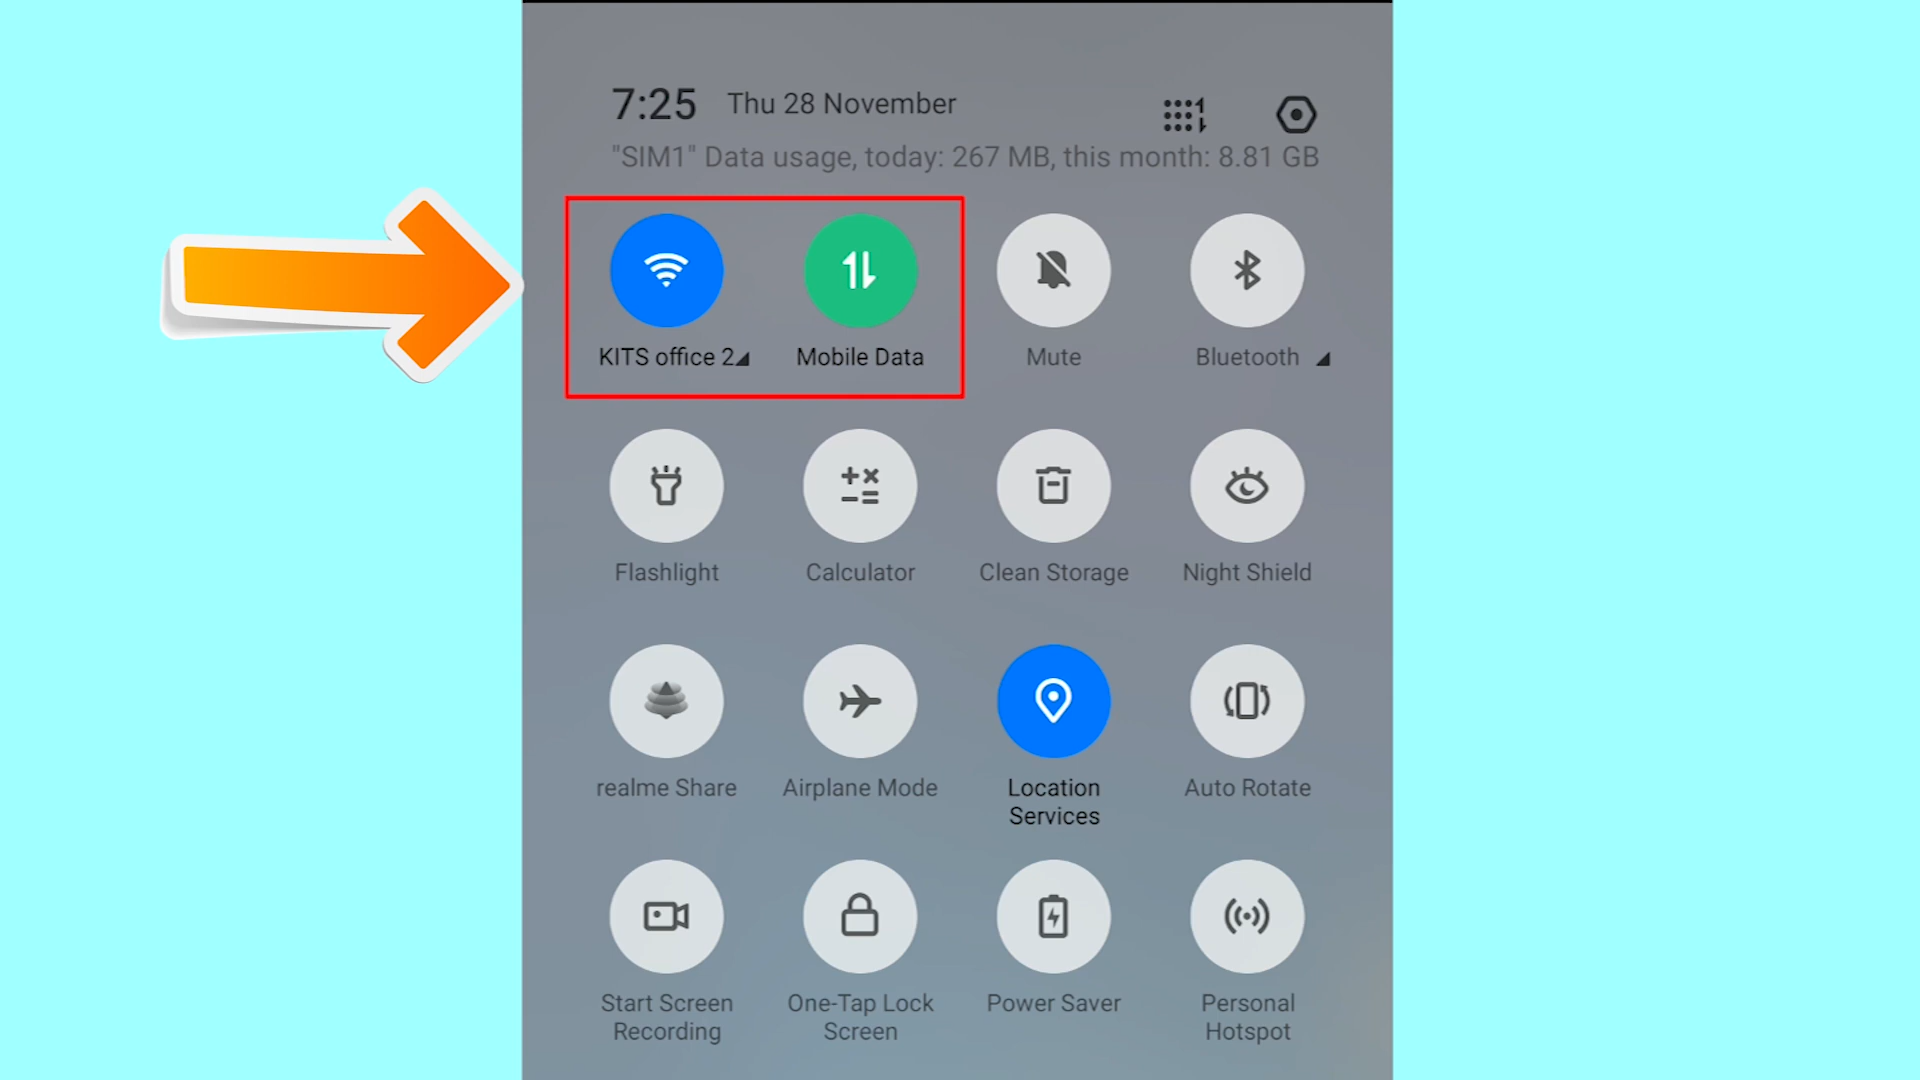 7:25 Thu 28 November
"SIM1" Data usage, today: 267 MB, this month: 8.81 GB
KITS office 2 Mobile Data Mute Bluetooth
Flashlight Calculator Clean Storage Night Shield
realme Share Airplane Mode Location Services Auto Rotate
Start Screen Recording One-Tap Lock Screen Power Saver Personal Hotspot